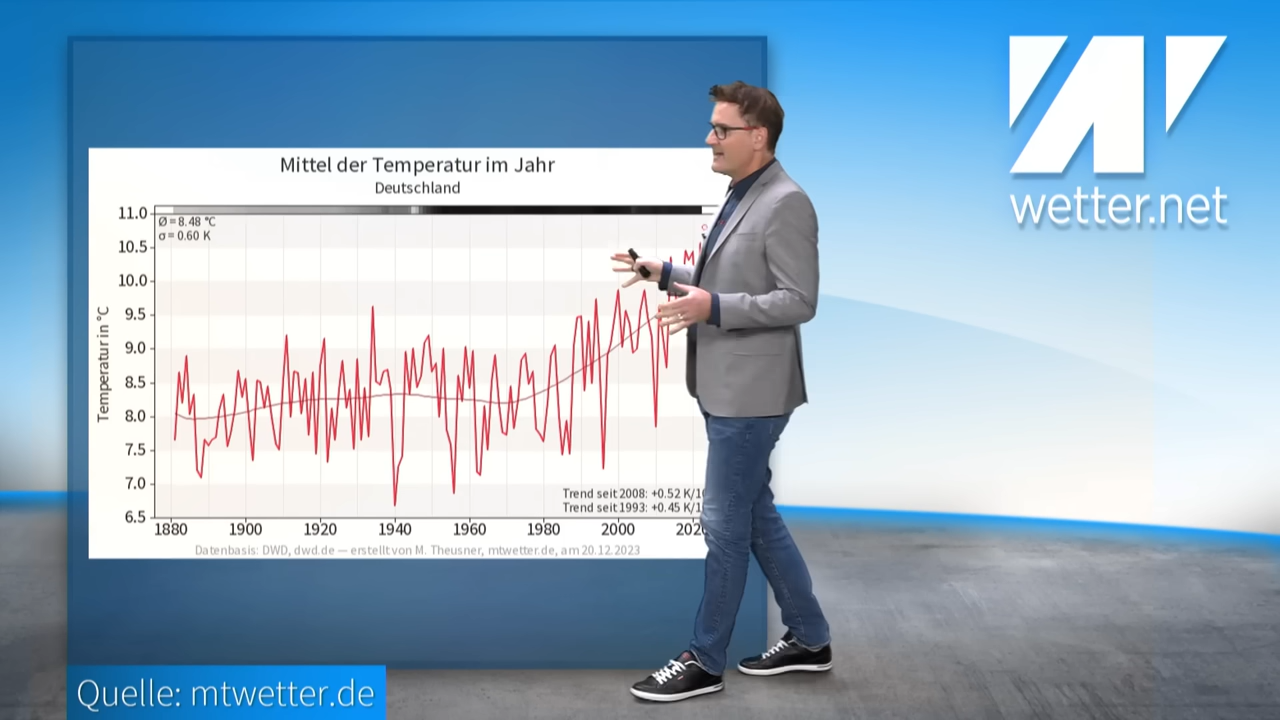 wetter.net
Mittel der Temperatur im Jahr
Deutschland
Ø = 8.48 °C
σ = 0.60 K
Temperatur in °C
11.0
10.5
10.0
9.5
9.0
8.5
8.0
7.5
7.0
6.5
Trend seit 2008: +0.52 K/1
Trend seit 1993: +0.45 K/1
1880 1900 1920 1940 1960 1980 2000 202
Datenbasis: DWD, dwd.de — erstellt von M. Theusner, mtwetter.de, am 20.12.2023
Quelle: mtwetter.de